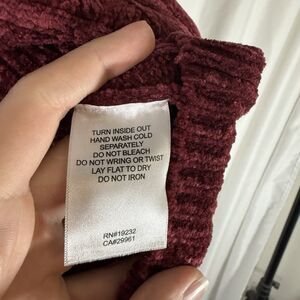 TURN INSIDE OUT
HAND WASH COLD
SEPARATELY
DO NOT BLEACH
DO NOT WRING OR TWIST
LAY FLAT TO DRY
DO NOT IRON
RN#19232
CA#29961